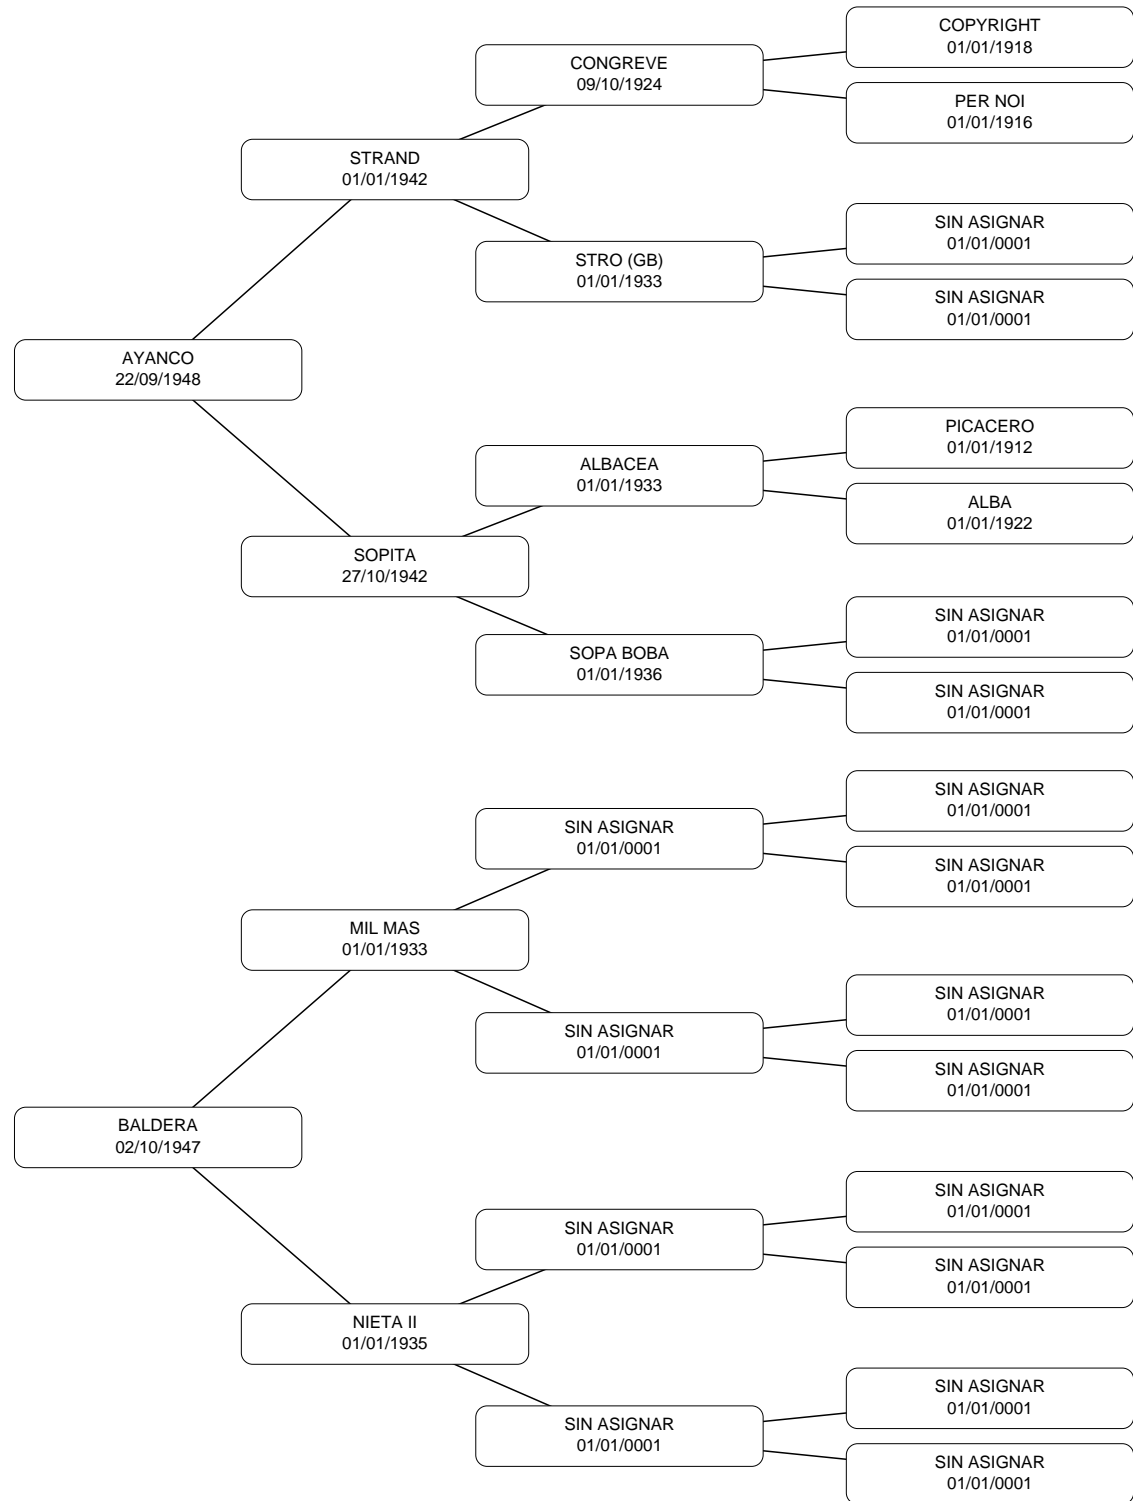 COPYRIGHT
01/01/1918
CONGREVE
09/10/1924
PER NOI
01/01/1916
STRAND
01/01/1942
SIN ASIGNAR
01/01/0001
STRO (GB)
01/01/1933
SIN ASIGNAR
01/01/0001
AYANCO
22/09/1948
PICACERO
01/01/1912
ALBACEA
01/01/1933
ALBA
01/01/1922
SOPITA
27/10/1942
SIN ASIGNAR
01/01/0001
SOPA BOBA
01/01/1936
SIN ASIGNAR
01/01/0001
SIN ASIGNAR
01/01/0001
SIN ASIGNAR
01/01/0001
SIN ASIGNAR
01/01/0001
MIL MAS
01/01/1933
SIN ASIGNAR
01/01/0001
SIN ASIGNAR
01/01/0001
SIN ASIGNAR
01/01/0001
BALDERA
02/10/1947
SIN ASIGNAR
01/01/0001
SIN ASIGNAR
01/01/0001
SIN ASIGNAR
01/01/0001
NIETA II
01/01/1935
SIN ASIGNAR
01/01/0001
SIN ASIGNAR
01/01/0001
SIN ASIGNAR
01/01/0001